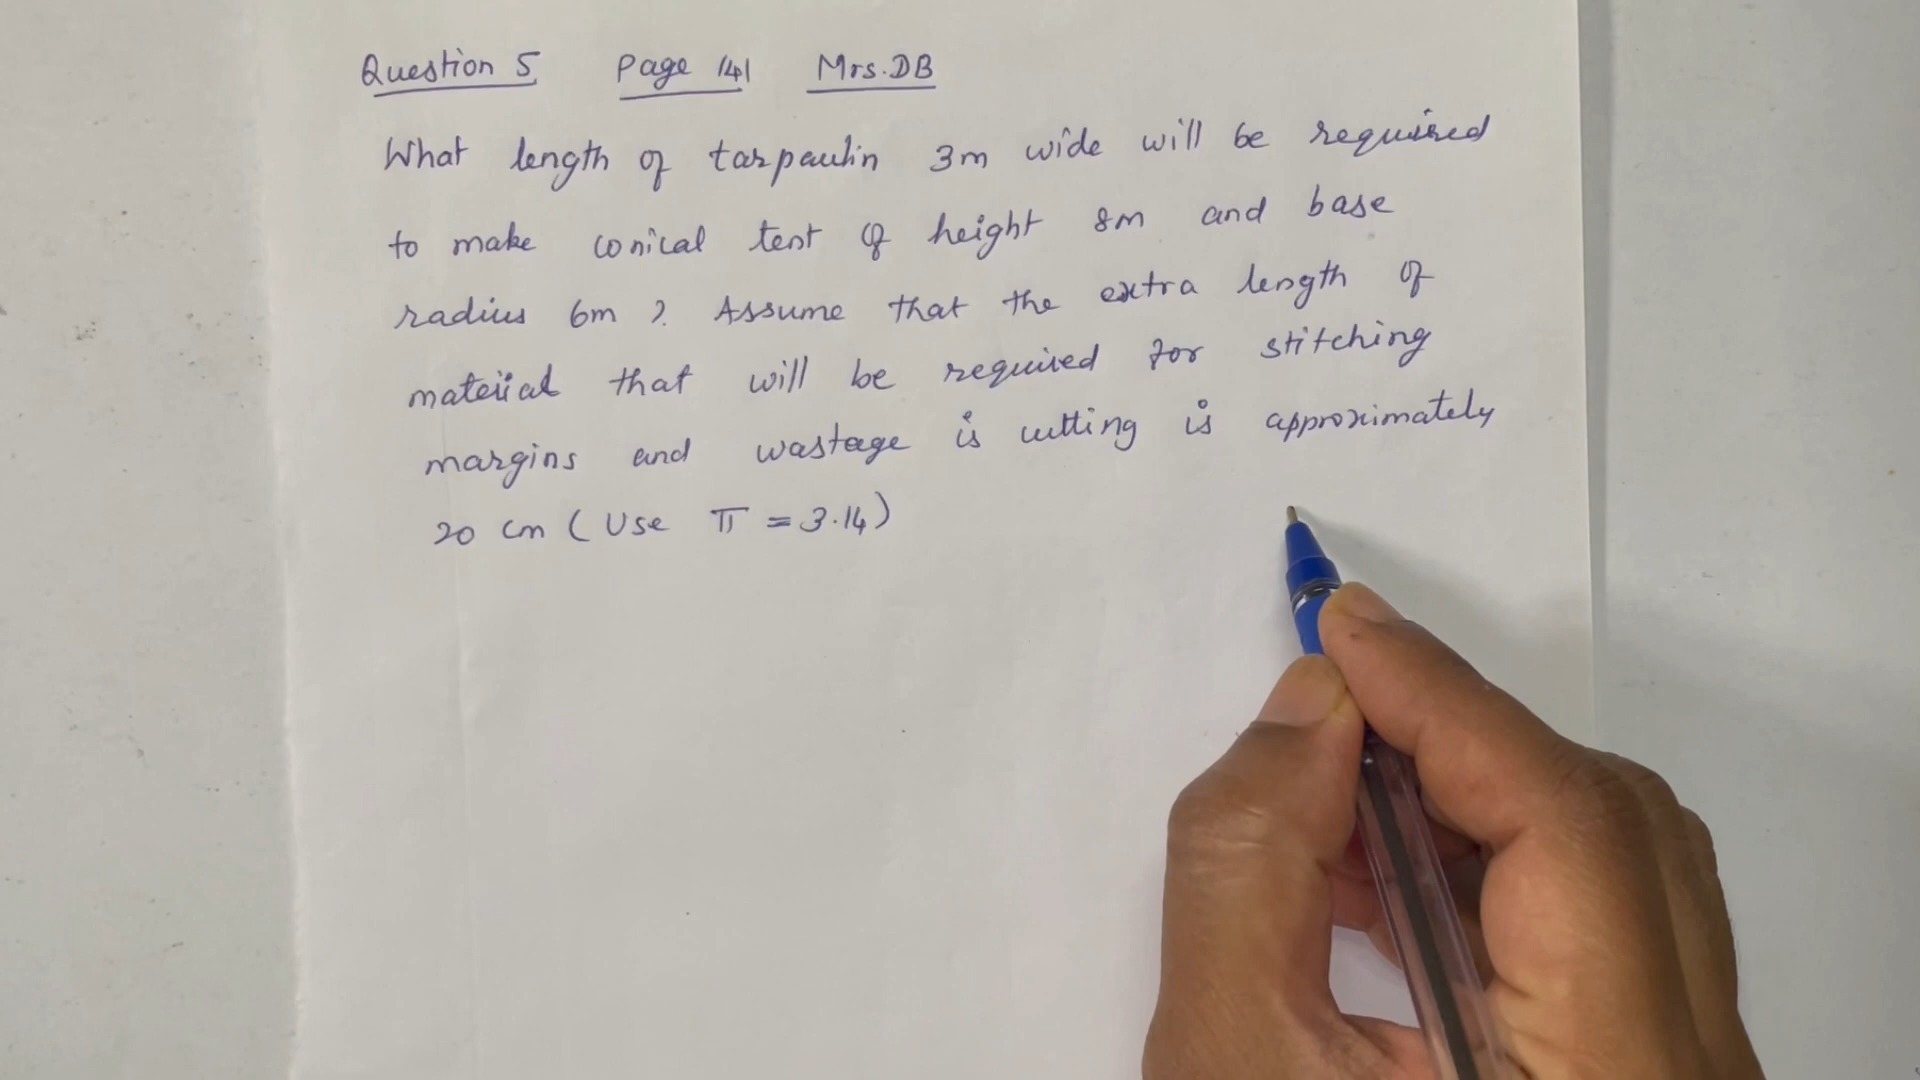 Question 5 Page 141 Mrs.DB
What length of tarpaulin 3m wide will be required
to make conical tent of height 8m and base
radius 6m ? Assume that the extra length of
material that will be required for stitching
margins and wastage is cutting is approximately
20 cm (Use π = 3.14)